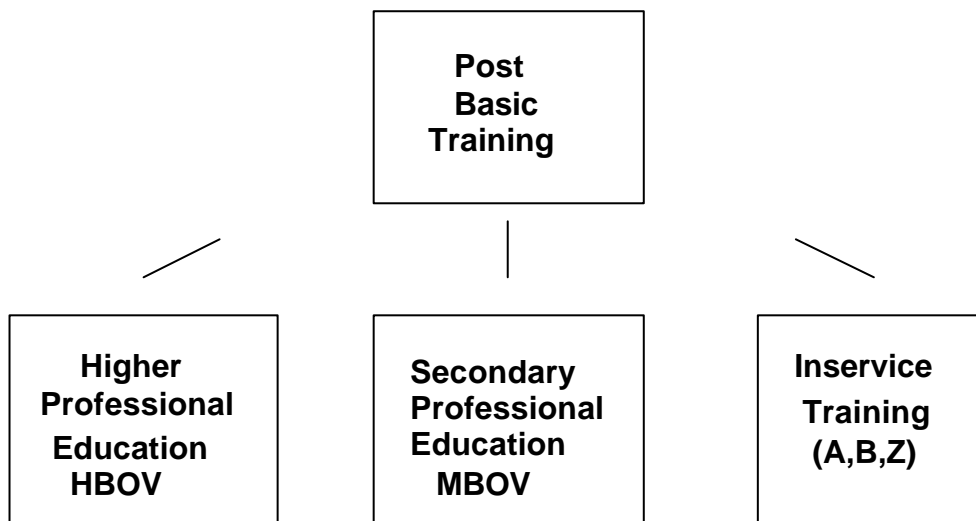 Post
Basic
Training
Higher
Professional
Education
HBOV
Secondary
Professional
Education
MBOV
Inservice
Training
(A,B,Z)